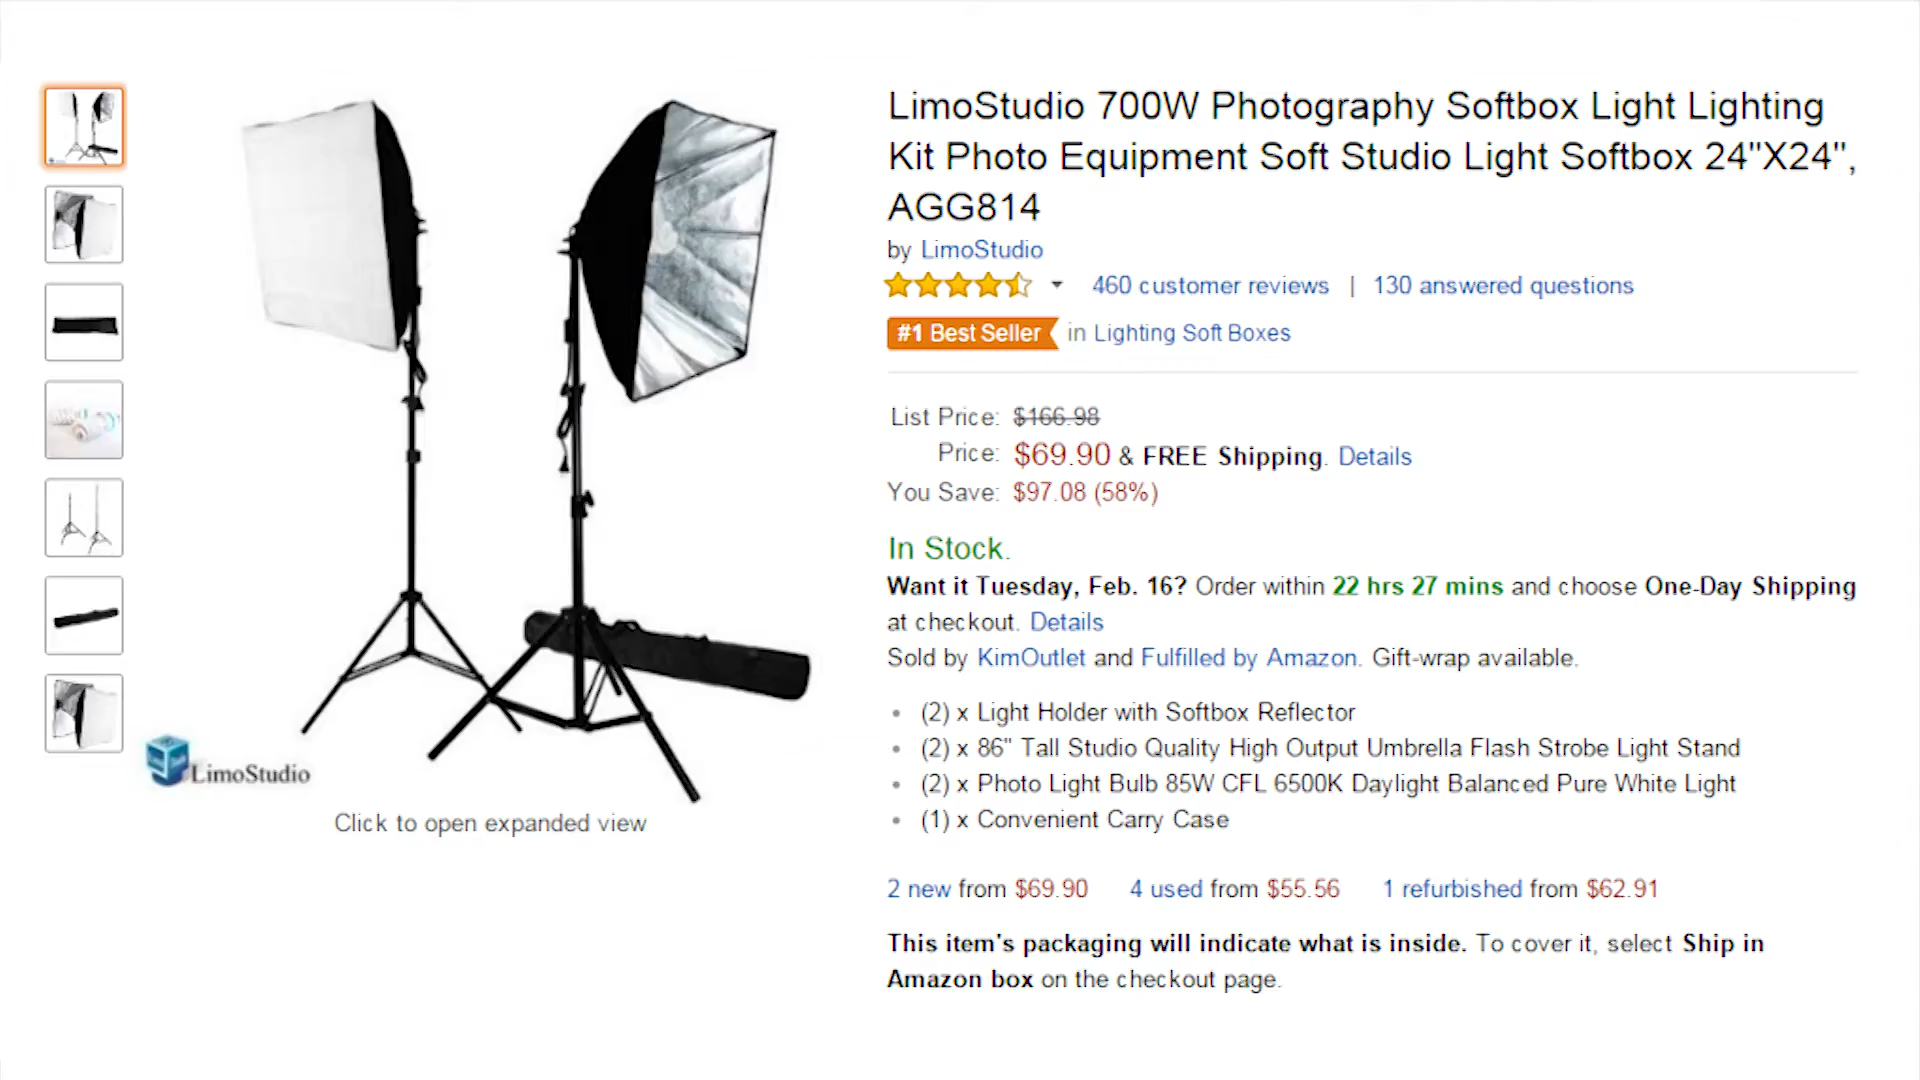 LimoStudio 700W Photography Softbox Light Lighting
Kit Photo Equipment Soft Studio Light Softbox 24"X24",
AGG814
by LimoStudio
460 customer reviews | 130 answered questions
#1 Best Seller in Lighting Soft Boxes
List Price: $166.98
Price: $69.90 & FREE Shipping. Details
You Save: $97.08 (58%)
In Stock.
Want it Tuesday, Feb. 16? Order within 22 hrs 27 mins and choose One-Day Shipping
at checkout. Details
Sold by KimOutlet and Fulfilled by Amazon. Gift-wrap available.
• (2) x Light Holder with Softbox Reflector
• (2) x 86" Tall Studio Quality High Output Umbrella Flash Strobe Light Stand
• (2) x Photo Light Bulb 85W CFL 6500K Daylight Balanced Pure White Light
• (1) x Convenient Carry Case
2 new from $69.90 4 used from $55.56 1 refurbished from $62.91
This item's packaging will indicate what is inside. To cover it, select Ship in
Amazon box on the checkout page.
LimoStudio
Click to open expanded view